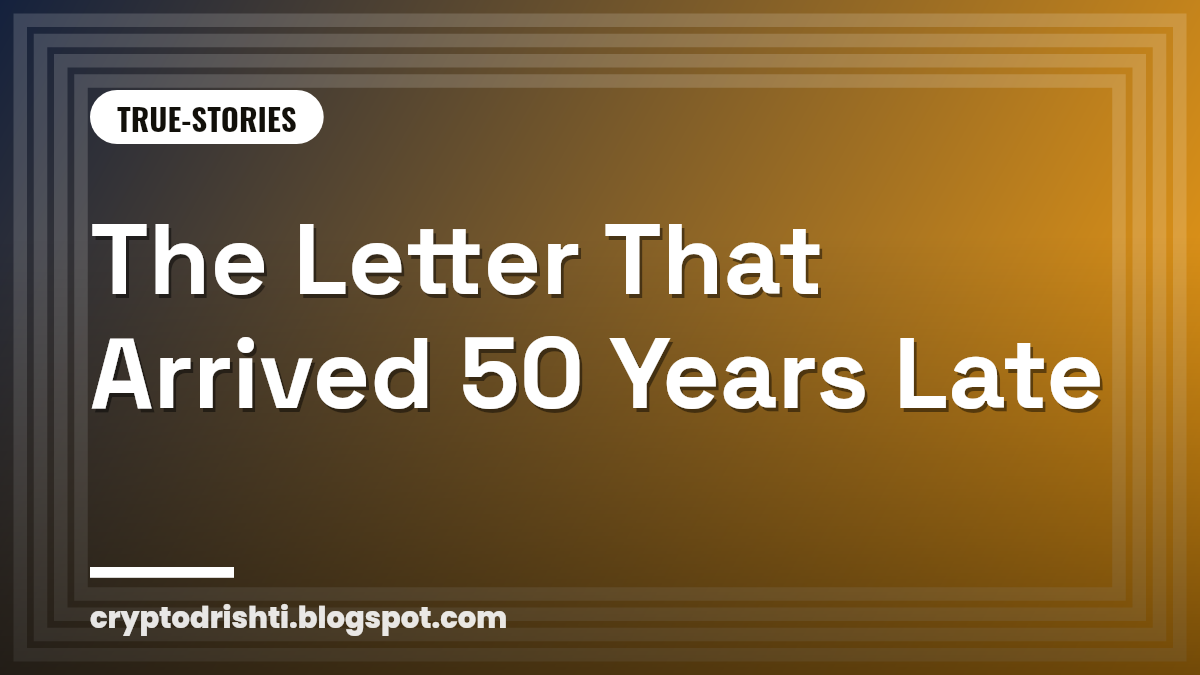 TRUE-STORIES
The Letter That
Arrived 50 Years Late
cryptodrishti.blogspot.com